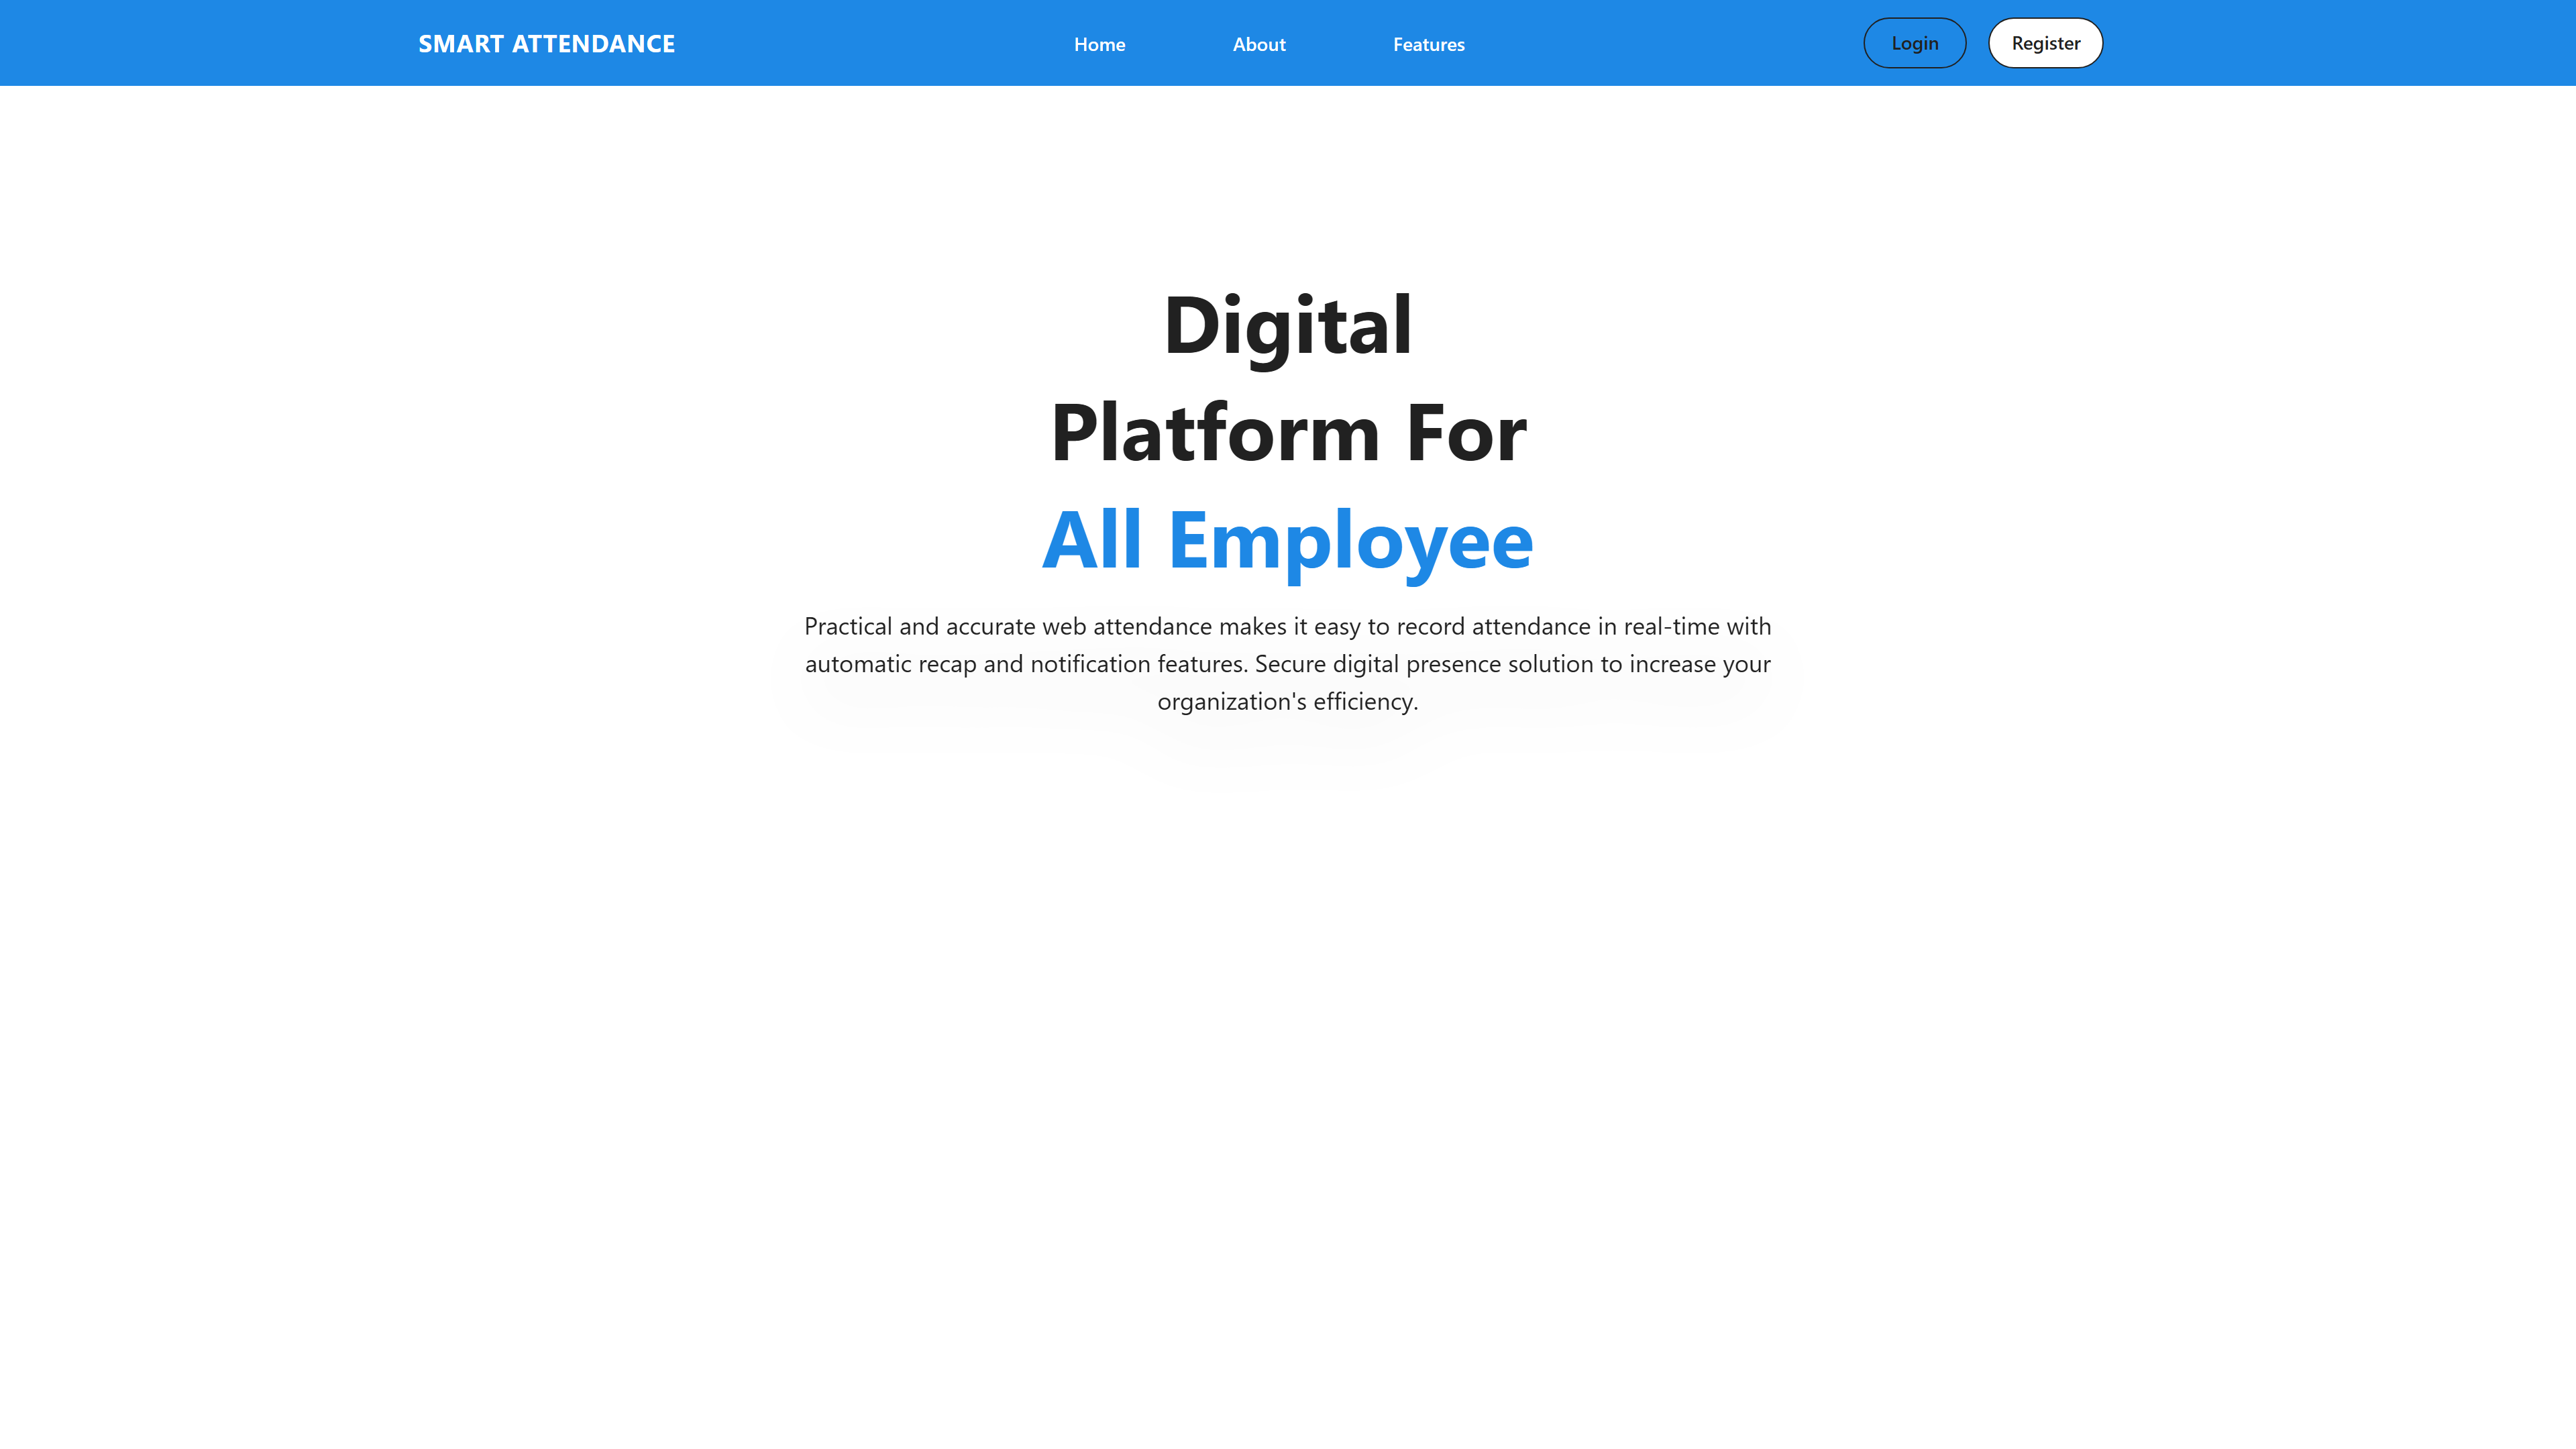 SMART ATTENDANCE
Home
About
Features
Login
Register
Digital
Platform For
All Employee
Practical and accurate web attendance makes it easy to record attendance in real-time with
automatic recap and notification features. Secure digital presence solution to increase your
organization's efficiency.